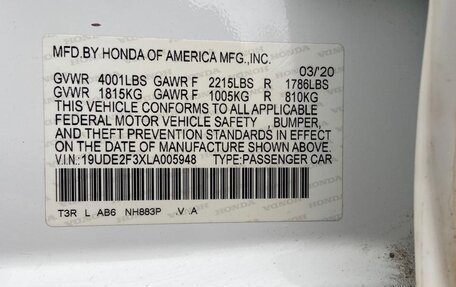 MFD.BY HONDA OF AMERICA MFG.,INC.
03/'20
GVWR 4001LBS GAWR F 2215LBS R 1786LBS
GVWR 1815KG GAWR F 1005KG R 810KG
THIS VEHICLE CONFORMS TO ALL APPLICABLE
FEDERAL MOTOR VEHICLE SAFETY , BUMPER,
AND THEFT PREVENTION STANDARDS IN EFFECT
ON THE DATE OF MANUFACTURE SHOWN ABOVE.
V.I.N:19UDE2F3XLA005948 TYPE:PASSENGER CAR
T3R L AB6 NH883P .V .A